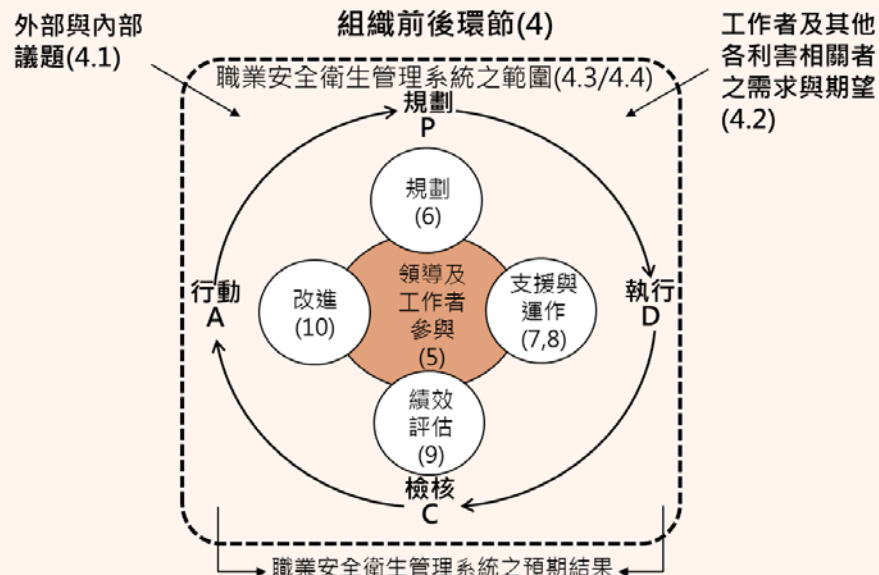 組織前後環節(4)
外部與內部
議題(4.1)
工作者及其他
各利害相關者
之需求與期望
(4.2)
職業安全衛生管理系統之範圍(4.3/4.4)
規劃
P
規劃
(6)
行動
A
改進
(10)
領導及
工作者
參與
(5)
支援與
運作
(7,8)
執行
D
績效
評估
(9)
檢核
C
職業安全衛生管理系統之預期結果